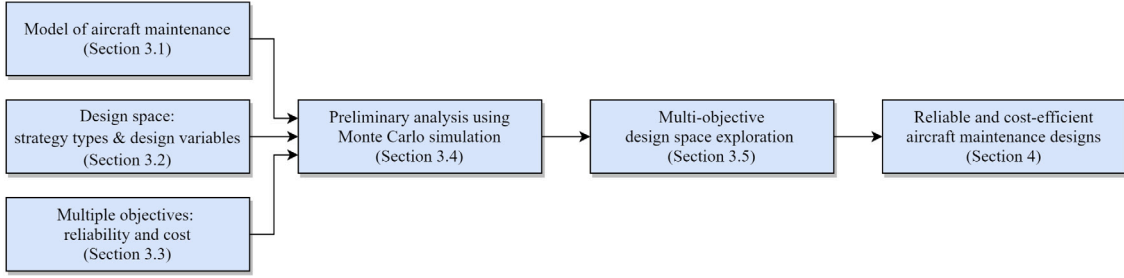 Model of aircraft maintenance
(Section 3.1)
Design space:
strategy types & design variables
(Section 3.2)
Multiple objectives:
reliability and cost
(Section 3.3)
Preliminary analysis using
Monte Carlo simulation
(Section 3.4)
Multi-objective
design space exploration
(Section 3.5)
Reliable and cost-efficient
aircraft maintenance designs
(Section 4)